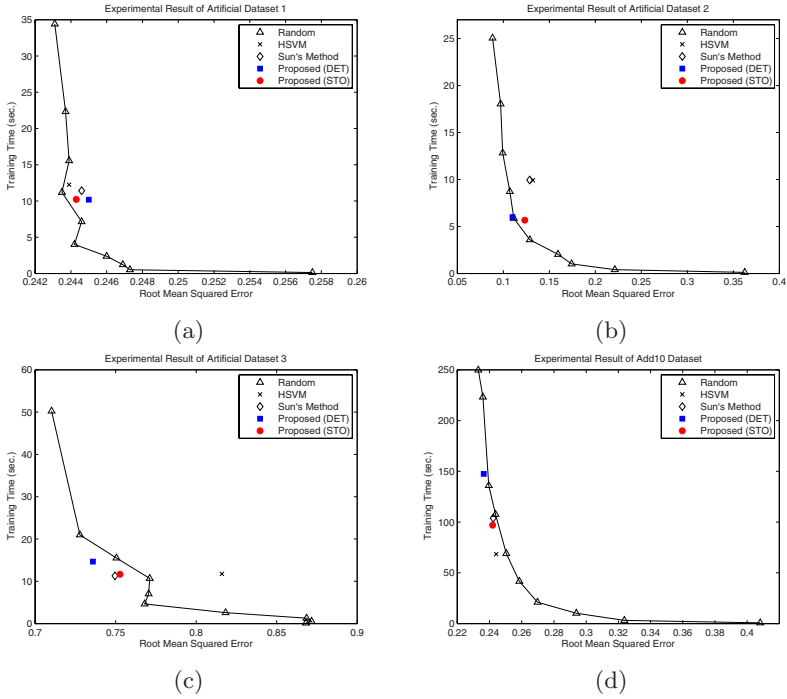 Experimental Result of Artificial Dataset 1
35
30
25
20
15
10
5
0
Training Time (sec.)
Random
HSVM
Sun's Method
Proposed (DET)
Proposed (STO)
0.242 0.244 0.246 0.248 0.25 0.252 0.254 0.256 0.258 0.26
Root Mean Squared Error
(a)
Experimental Result of Artificial Dataset 2
25
20
15
10
5
0
Training Time (sec.)
Random
HSVM
Sun's Method
Proposed (DET)
Proposed (STO)
0.05 0.1 0.15 0.2 0.25 0.3 0.35 0.4
Root Mean Squared Error
(b)
Experimental Result of Artificial Dataset 3
60
50
40
30
20
10
0
Training Time (sec.)
Random
HSVM
Sun's Method
Proposed (DET)
Proposed (STO)
0.7 0.75 0.8 0.85 0.9
Root Mean Squared Error
(c)
Experimental Result of Add10 Dataset
250
200
150
100
50
0
Training Time (sec.)
Random
HSVM
Sun's Method
Proposed (DET)
Proposed (STO)
0.22 0.24 0.26 0.28 0.3 0.32 0.34 0.36 0.38 0.4
Root Mean Squared Error
(d)